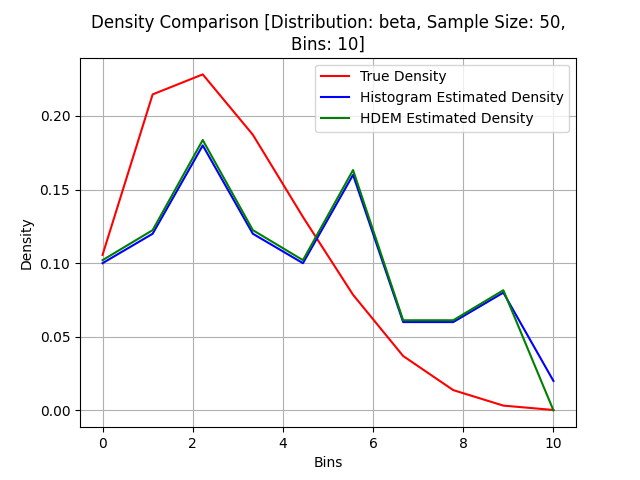 Density Comparison [Distribution: beta, Sample Size: 50,
Bins: 10]
True Density
Histogram Estimated Density
HDEM Estimated Density
Density
0.20
0.15
0.10
0.05
0.00
0 2 4 6 8 10
Bins